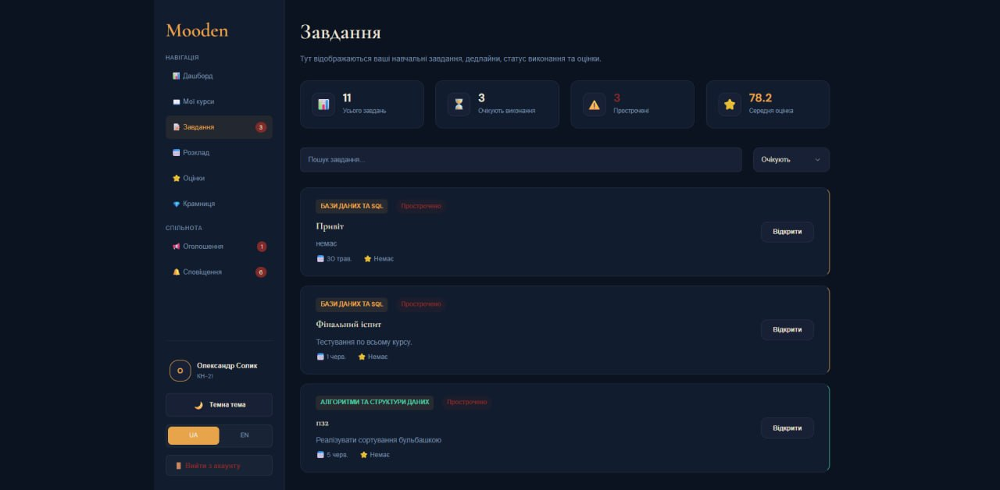 Mooden
НАВІГАЦІЯ
Дашборд
Мої курси
Завдання 3
Розклад
Оцінки
Крамниця
СПІЛЬНОТА
Оголошення 1
Сповіщення 6
О
Олександр Солик
КН-21
Темна тема
UA EN
Вийти з акаунту
Завдання
Тут відображаються ваші навчальні завдання, дедлайни, статус виконання та оцінки.
11
Усього завдань
3
Очікують виконання
3
Прострочені
78.2
Середня оцінка
Пошук завдання...
Очікують
БАЗИ ДАНИХ ТА SQL Прострочено
Привіт
немає
30 трав. Немає
Відкрити
БАЗИ ДАНИХ ТА SQL Прострочено
Фінальний іспит
Тестування по всьому курсу.
1 черв. Немає
Відкрити
АЛГОРИТМИ ТА СТРУКТУРИ ДАНИХ Прострочено
пз2
Реалізувати сортування бульбашкою
5 черв. Немає
Відкрити